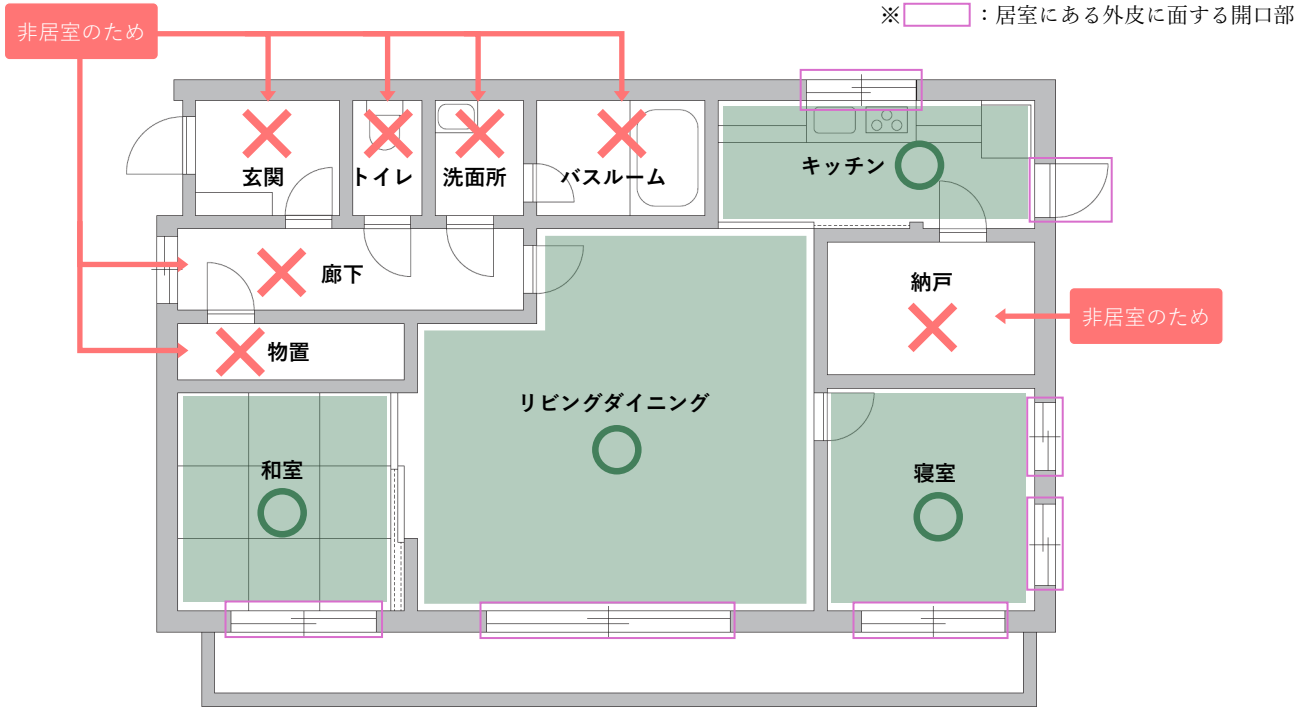 ※ ：居室にある外皮に面する開口部
非居室のため
玄関
トイレ
洗面所
バスルーム
キッチン
廊下
納戸
非居室のため
物置
リビングダイニング
和室
寝室